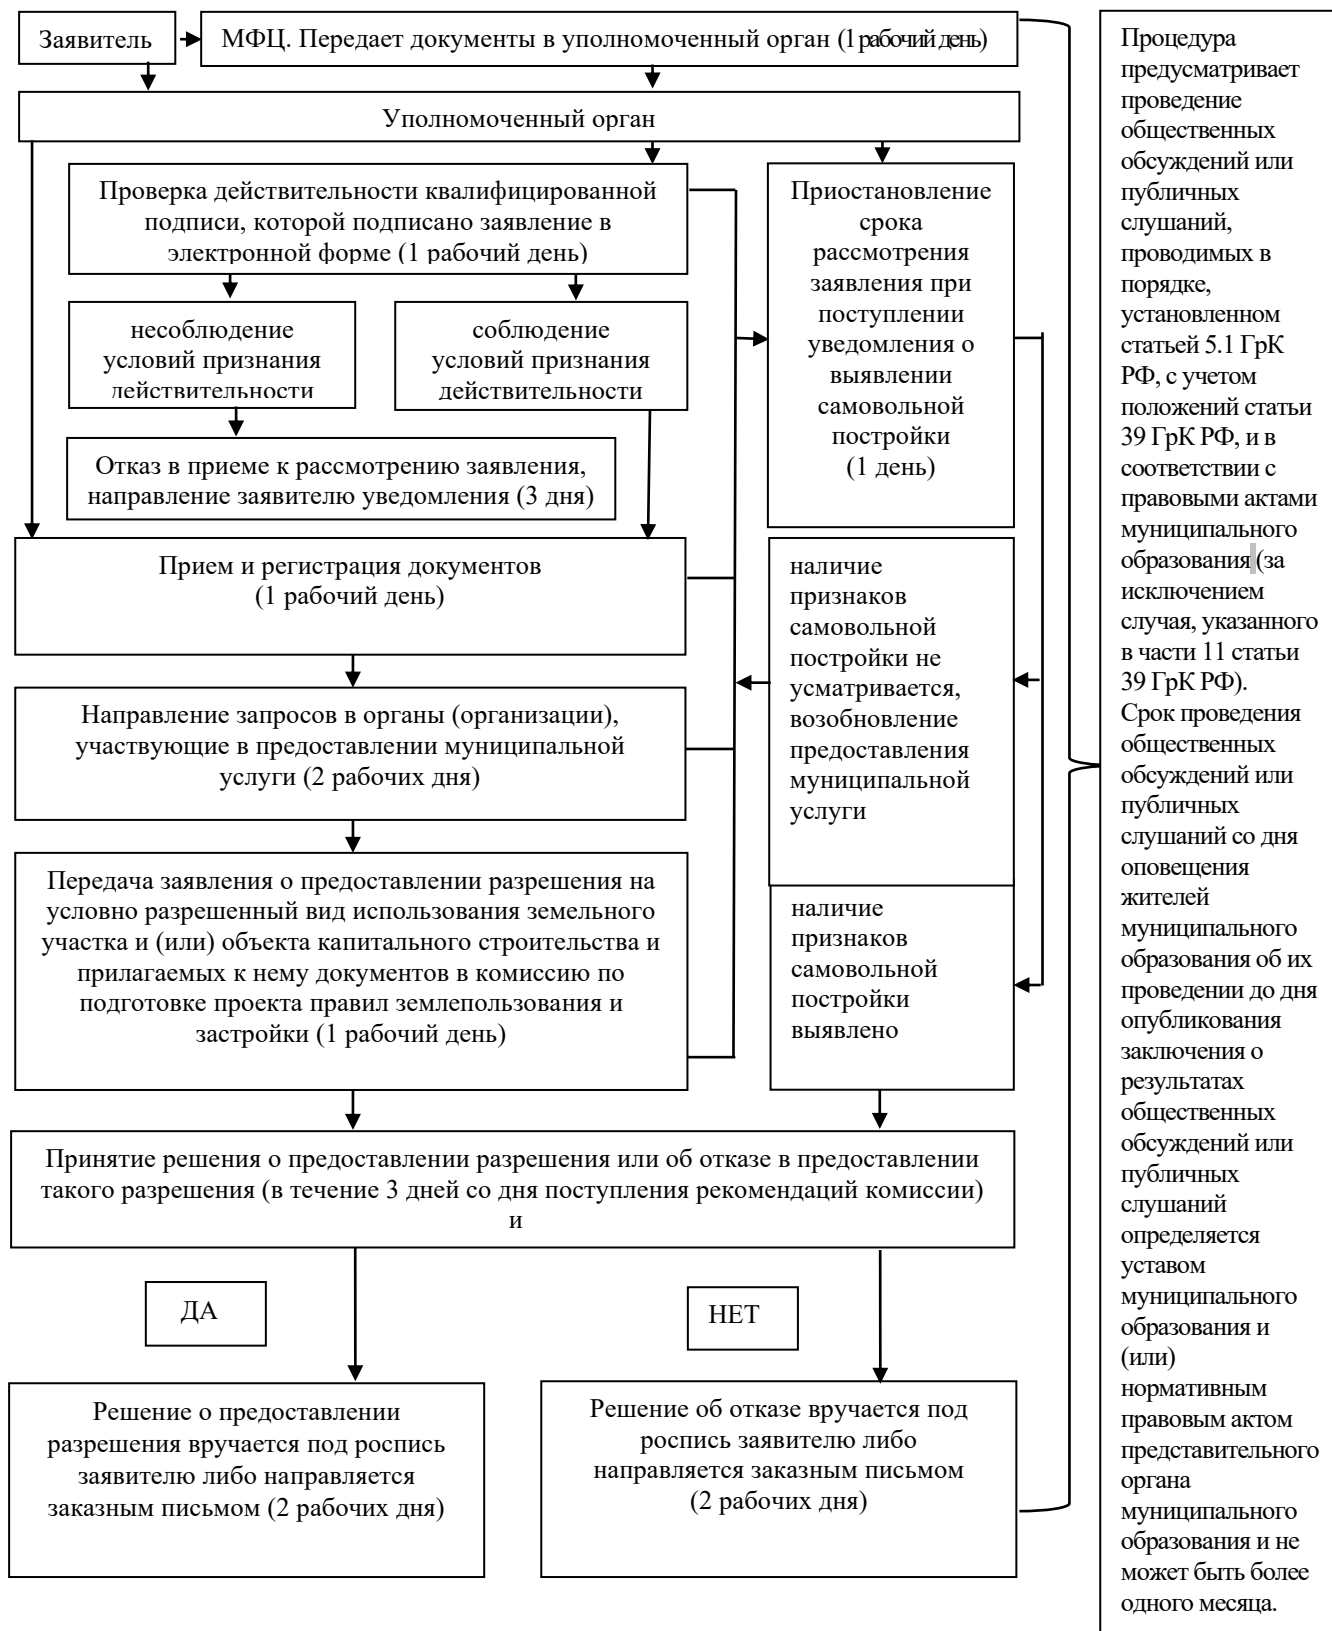 Заявитель
МФЦ. Передает документы в уполномоченный орган (1 рабочий день)
Уполномоченный орган
Проверка действительности квалифицированной
подписи, которой подписано заявление в
электронной форме (1 рабочий день)
несоблюдение
условий признания
действительности
соблюдение
условий признания
действительности
Отказ в приеме к рассмотрению заявления,
направление заявителю уведомления (3 дня)
Приостановление
срока
рассмотрения
заявления при
поступлении
уведомления о
выявлении
самовольной
постройки
(1 день)
Прием и регистрация документов
(1 рабочий день)
Направление запросов в органы (организации),
участвующие в предоставлении муниципальной
услуги (2 рабочих дня)
Передача заявления о предоставлении разрешения на
условно разрешенный вид использования земельного
участка и (или) объекта капитального строительства и
прилагаемых к нему документов в комиссию по
подготовке проекта правил землепользования и
застройки (1 рабочий день)
наличие
признаков
самовольной
постройки не
усматривается,
возобновление
предоставления
муниципальной
услуги
наличие
признаков
самовольной
постройки
выявлено
Принятие решения о предоставлении разрешения или об отказе в предоставлении
такого разрешения (в течение 3 дней со дня поступления рекомендаций комиссии)
и
ДА
НЕТ
Решение о предоставлении
разрешения вручается под роспись
заявителю либо направляется
заказным письмом (2 рабочих дня)
Решение об отказе вручается под
роспись заявителю либо
направляется заказным письмом
(2 рабочих дня)
Процедура
предусматривает
проведение
общественных
обсуждений или
публичных
слушаний,
проводимых в
порядке,
установленном
статьей 5.1 ГрК
РФ, с учетом
положений статьи
39 ГрК РФ, и в
соответствии с
правовыми актами
муниципального
образования (за
исключением
случая, указанного
в части 11 статьи
39 ГрК РФ).
Срок проведения
общественных
обсуждений или
публичных
слушаний со дня
оповещения
жителей
муниципального
образования об их
проведении до дня
опубликования
заключения о
результатах
общественных
обсуждений или
публичных
слушаний
определяется
уставом
муниципального
образования и
(или)
нормативным
правовым актом
представительного
органа
муниципального
образования и не
может быть более
одного месяца.